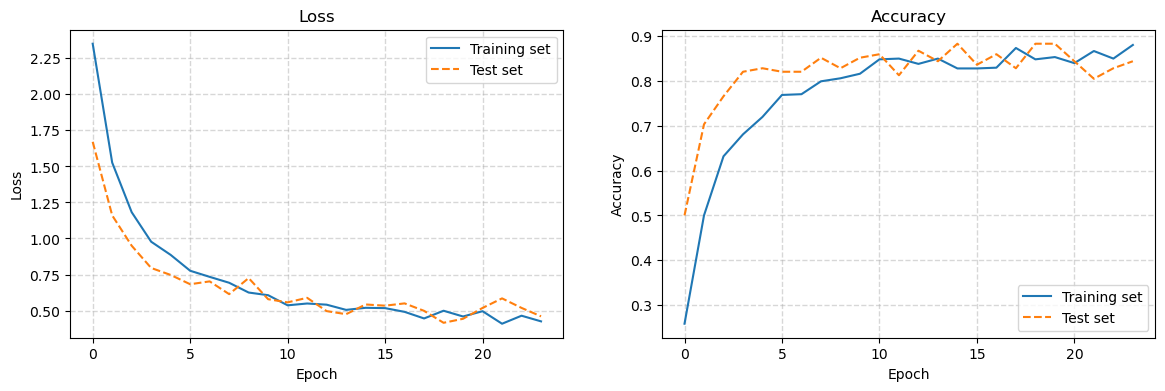 Loss
Training set
Test set
2.25
2.00
1.75
1.50
1.25
1.00
0.75
0.50
Loss
0 5 10 15 20
Epoch
Accuracy
0.9
0.8
0.7
0.6
0.5
0.4
0.3
Accuracy
Training set
Test set
0 5 10 15 20
Epoch